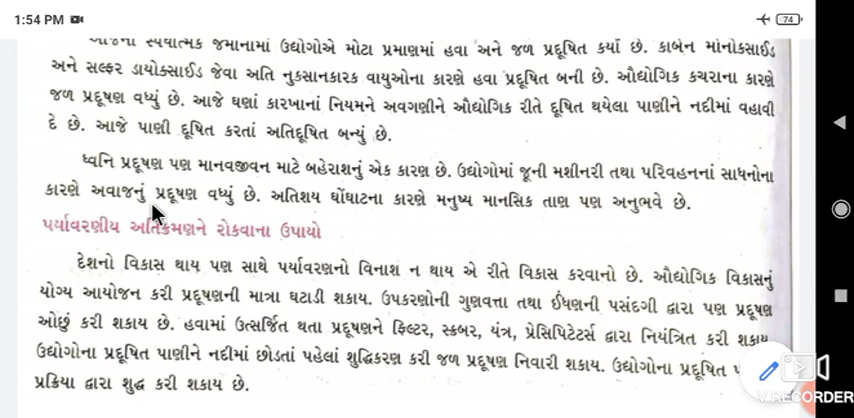 1:54 PM
74
આજના સ્પર્ધાત્મક જમાનામાં ઉદ્યોગોએ મોટા પ્રમાણમાં હવા અને જળ પ્રદૂષિત કર્યાં છે. કાર્બન મોનોક્સાઈડ
અને સલ્ફર ડાયોક્સાઈડ જેવા અતિ નુકસાનકારક વાયુઓના કારણે હવા પ્રદૂષિત બની છે. ઔદ્યોગિક કચરાના કારણે
જળ પ્રદૂષણ વધ્યું છે. આજે ઘણાં કારખાનાં નિયમને અવગણીને ઔદ્યોગિક રીતે દૂષિત થયેલા પાણીને નદીમાં વહાવી
દે છે. આજે પાણી દૂષિત કરતાં અતિદૂષિત બન્યું છે.
ધ્વનિ પ્રદૂષણ પણ માનવજીવન માટે બહેરાશનું એક કારણ છે. ઉદ્યોગોમાં જૂની મશીનરી તથા પરિવહનનાં સાધનોના
કારણે અવાજનું પ્રદૂષણ વધ્યું છે. અતિશય ઘોંઘાટના કારણે મનુષ્ય માનસિક તાણ પણ અનુભવે છે.
પર્યાવરણીય અતિક્રમણને રોકવાના ઉપાયો
દેશનો વિકાસ થાય પણ સાથે પર્યાવરણનો વિનાશ ન થાય એ રીતે વિકાસ કરવાનો છે. ઔદ્યોગિક વિકાસનું
યોગ્ય આયોજન કરી પ્રદૂષણની માત્રા ઘટાડી શકાય. ઉપકરણોની ગુણવત્તા તથા ઈંધણની પસંદગી દ્વારા પણ પ્રદૂષણ
ઓછું કરી શકાય છે. હવામાં ઉત્સર્જિત થતા પ્રદૂષણને ફિલ્ટર, સ્ક્રબર, યંત્ર, પ્રેસિપિટેટર્સ દ્વારા નિયંત્રિત કરી શકાય
ઉદ્યોગોના પ્રદૂષિત પાણીને નદીમાં છોડતાં પહેલાં શુદ્ધિકરણ કરી જળ પ્રદૂષણ નિવારી શકાય. ઉદ્યોગોના પ્રદૂષિત
પ્રક્રિયા દ્વારા શુદ્ધ કરી શકાય છે.
V.RECORDER